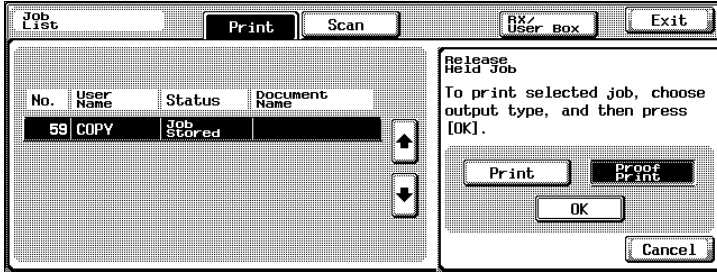 Job
List
Print
Scan
RX/
User Box
Exit
No.
User
Name
Status
Document
Name
59
COPY
Job
Stored
Release
Held Job
To print selected job, choose
output type, and then press
[OK].
Print
Proof
Print
OK
Cancel